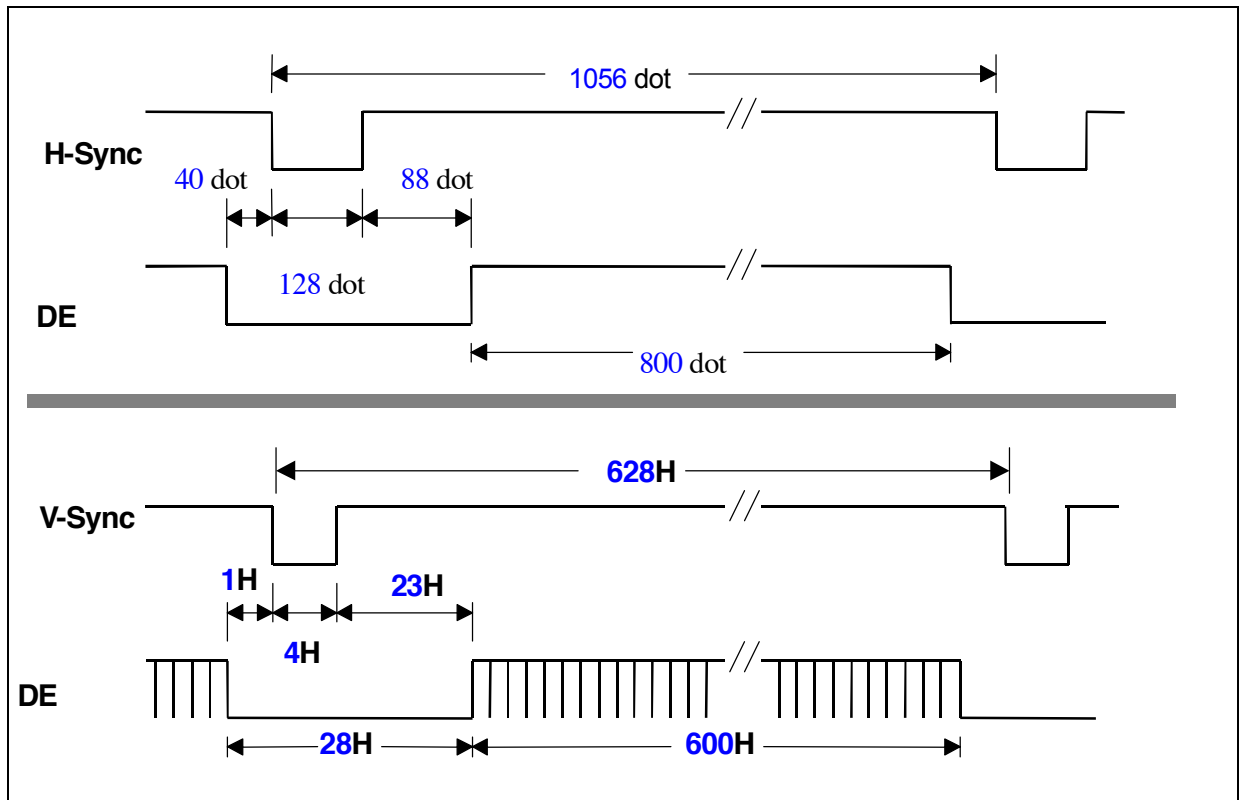 1056 dot
H-Sync
40 dot
88 dot
128 dot
DE
800 dot
628H
V-Sync
1H
23H
4H
DE
28H
600H